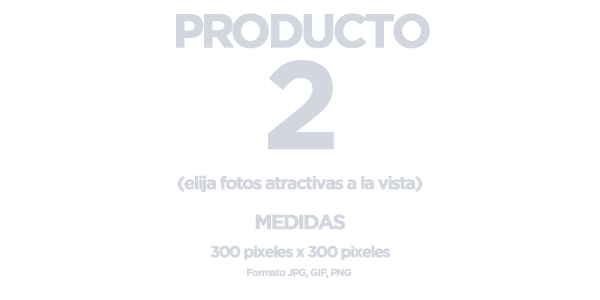 PRODUCTO
2
(elija fotos atractivas a la vista)
MEDIDAS
300 pixeles x 300 pixeles
Formato JPG, GIF, PNG